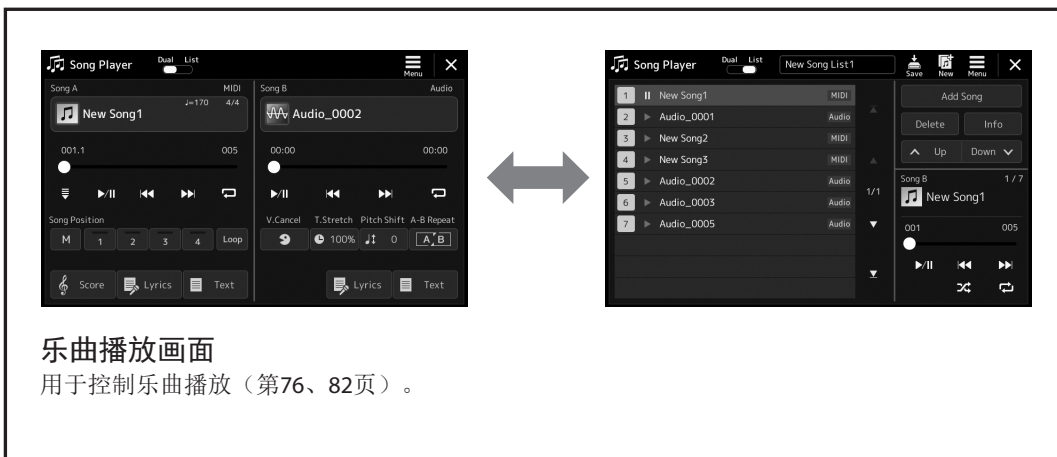 Song Player Dual List Menu
Song A MIDI
♩=170 4/4
New Song1
001.1 005
Song Position
M 1 2 3 4 Loop
Score Lyrics Text
Song B Audio
Audio_0002
00:00 00:00
V.Cancel T.Stretch Pitch Shift A-B Repeat
100% 0 A B
Lyrics Text
Song Player Dual List New Song List1 Save New Menu
1 New Song1 MIDI
2 Audio_0001 Audio
3 New Song2 MIDI
4 New Song3 MIDI
5 Audio_0002 Audio
6 Audio_0003 Audio
7 Audio_0005 Audio
1/1
Add Song
Delete Info
Up Down
Song B 1/7
New Song1
001 005
乐曲播放画面
用于控制乐曲播放（第76、82页）。